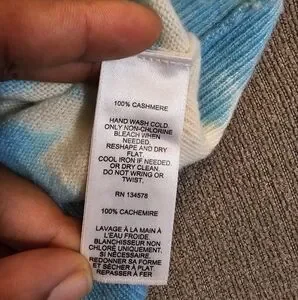 100% CASHMERE
HAND WASH COLD.
ONLY NON-CHLORINE
BLEACH WHEN
NEEDED.
RESHAPE AND DRY
FLAT.
COOL IRON IF NEEDED.
OR DRY CLEAN.
DO NOT WRING OR
TWIST.
RN 134578
100% CACHEMIRE
LAVAGE À LA MAIN À
L'EAU FROIDE.
BLANCHISSEUR NON
CHLORÉ UNIQUEMENT,
SI NÉCESSAIRE.
REDONNER SA FORME
ET SÉCHER À PLAT
REPASSER À FER